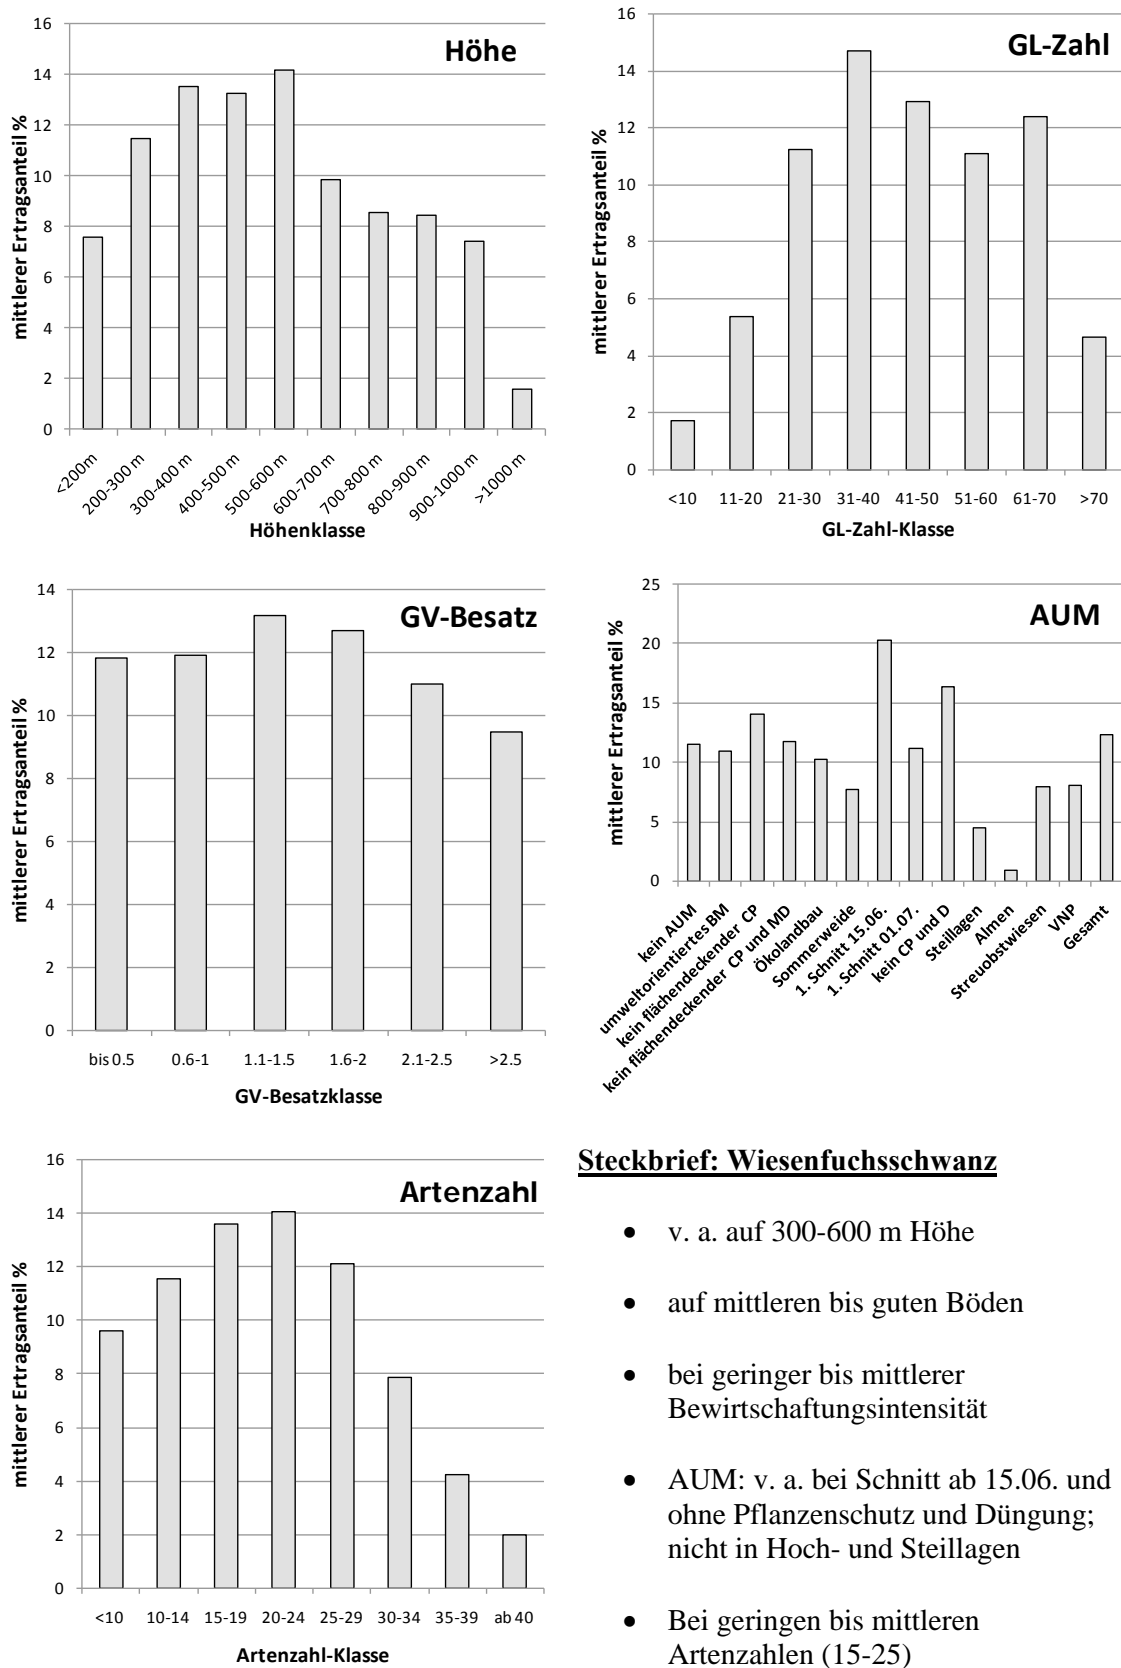 Höhe
mittlerer Ertragsanteil %
16
14
12
10
8
6
4
2
0
<200m
200-300 m
300-400 m
400-500 m
500-600 m
600-700 m
700-800 m
800-900 m
900-1000 m
>1000 m
Höhenklasse
GL-Zahl
mittlerer Ertragsanteil %
16
14
12
10
8
6
4
2
0
<10
11-20
21-30
31-40
41-50
51-60
61-70
>70
GL-Zahl-Klasse
GV-Besatz
mittlerer Ertragsanteil %
14
12
10
8
6
4
2
0
bis 0.5
0.6-1
1.1-1.5
1.6-2
2.1-2.5
>2.5
GV-Besatzklasse
AUM
mittlerer Ertragsanteil %
25
20
15
10
5
0
kein AUM
umweltorientiertes BM
kein flächendeckender CP
kein flächendeckender CP und MD
Ökolandbau
Sommerweide
1. Schnitt 15.06.
1. Schnitt 01.07.
kein CP und D
Steillagen
Almen
Streuobstwiesen
VNP
Gesamt
Artenzahl
mittlerer Ertragsanteil %
16
14
12
10
8
6
4
2
0
<10
10-14
15-19
20-24
25-29
30-34
35-39
ab 40
Artenzahl-Klasse
Steckbrief: Wiesenfuchsschwanz
• v. a. auf 300-600 m Höhe
• auf mittleren bis guten Böden
• bei geringer bis mittlerer
Bewirtschaftungsintensität
• AUM: v. a. bei Schnitt ab 15.06. und
ohne Pflanzenschutz und Düngung;
nicht in Hoch- und Steillagen
• Bei geringen bis mittleren
Artenzahlen (15-25)